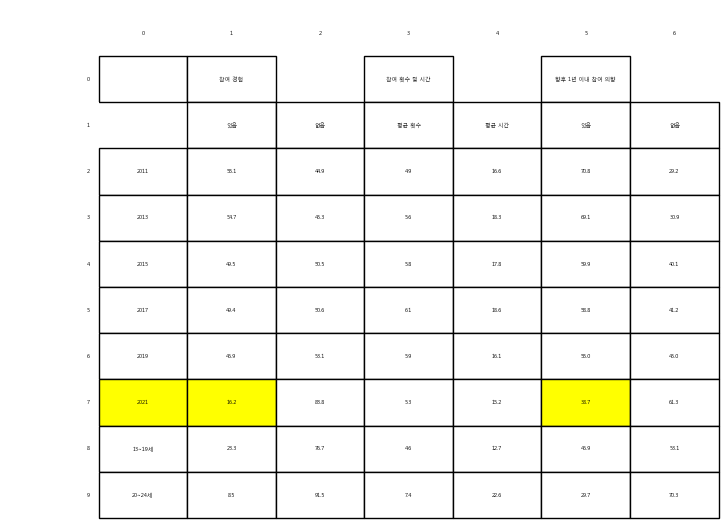 0 1 2 3 4 5 6
0 참여 경험 참여 횟수 및 시간 향후 1년 이내 참여 의향
1 있음 없음 평균 횟수 평균 시간 있음 없음
2 2011 55.1 44.9 4.9 16.6 70.8 29.2
3 2013 54.7 45.3 5.6 18.3 69.1 30.9
4 2015 49.5 50.5 5.8 17.8 59.9 40.1
5 2017 49.4 50.6 6.1 18.6 58.8 41.2
6 2019 46.9 53.1 5.9 16.1 55.0 45.0
7 2021 16.2 83.8 5.3 15.2 38.7 61.3
8 13~19세 23.3 76.7 4.6 12.7 46.9 53.1
9 20~24세 8.5 91.5 7.4 22.6 29.7 70.3